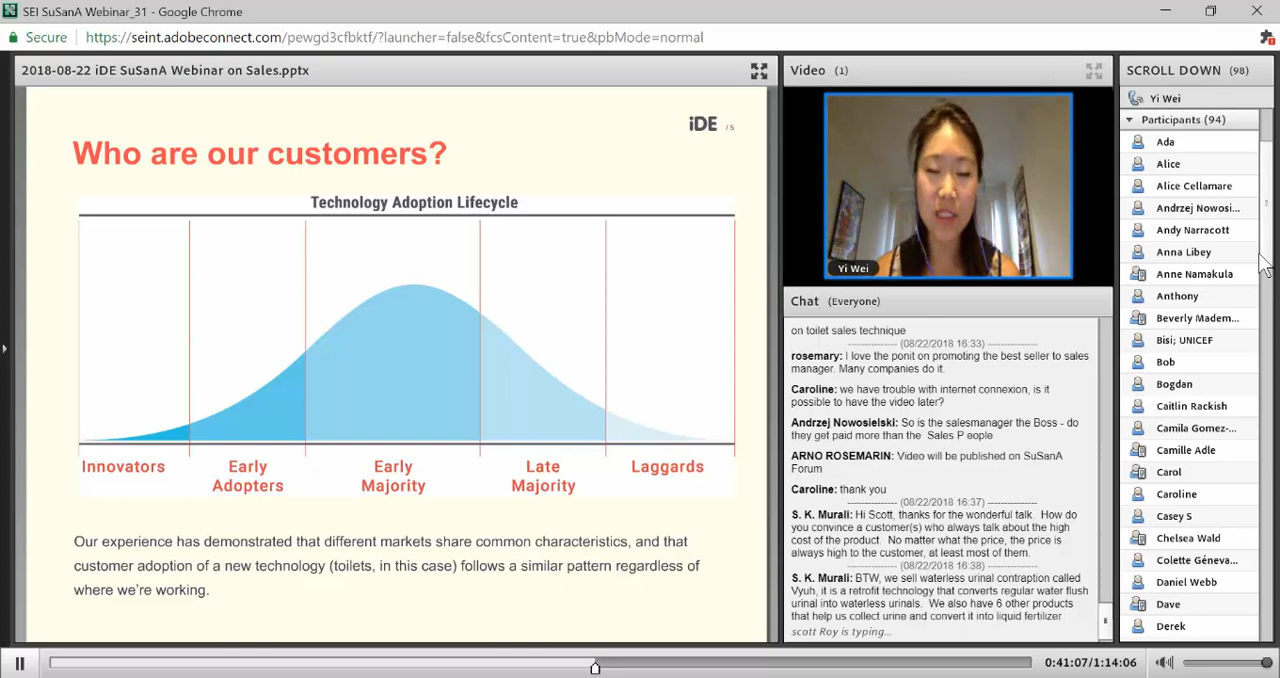 SEI SuSanA Webinar_31 - Google Chrome
Secure https://seint.adobeconnect.com/pewgd3cfbktf/?launcher=false&fcsContent=true&pbMode=normal
2018-08-22 iDE SuSanA Webinar on Sales.pptx
iDE / 5
Who are our customers?
Technology Adoption Lifecycle
Innovators
Early
Adopters
Early
Majority
Late
Majority
Laggards
Our experience has demonstrated that different markets share common characteristics, and that
customer adoption of a new technology (toilets, in this case) follows a similar pattern regardless of
where we're working.
Video (1)
Yi Wei
Chat (Everyone)
on toilet sales technique
--------------- (08/22/2018 16:33) ---------------
rosemary: I love the ponit on promoting the best seller to sales
manager. Many companies do it.
Caroline: we have trouble with internet connexion, is it
possible to have the video later?
Andrzej Nowosielski: So is the salesmanager the Boss - do
they get paid more than the Sales P eople
ARNO ROSEMARIN: Video will be published on SuSanA
Forum
Caroline: thank you
--------------- (08/22/2018 16:37) ---------------
S. K. Murali: Hi Scott, thanks for the wonderful talk. How do
you convince a customer(s) who always talk about the high
cost of the product. No matter what the price, the price is
always high to the customer, at least most of them.
--------------- (08/22/2018 16:38) ---------------
S. K. Murali: BTW, we sell waterless urinal contraption called
Vyuh, it is a retrofit technology that converts regular water flush
urinal into waterless urinals. We also have 6 other products
that help us collect urine and convert it into liquid fertilizer
scott Roy is typing...
SCROLL DOWN (98)
Yi Wei
Participants (94)
Ada
Alice
Alice Cellamare
Andrzej Nowosi...
Andy Narracott
Anna Libey
Anne Namakula
Anthony
Beverly Madem...
Bisi; UNICEF
Bob
Bogdan
Caitlin Rackish
Camila Gomez-...
Camille Adle
Carol
Caroline
Casey S
Chelsea Wald
Colette Géneva...
Daniel Webb
Dave
Derek
0:41:07/1:14:06